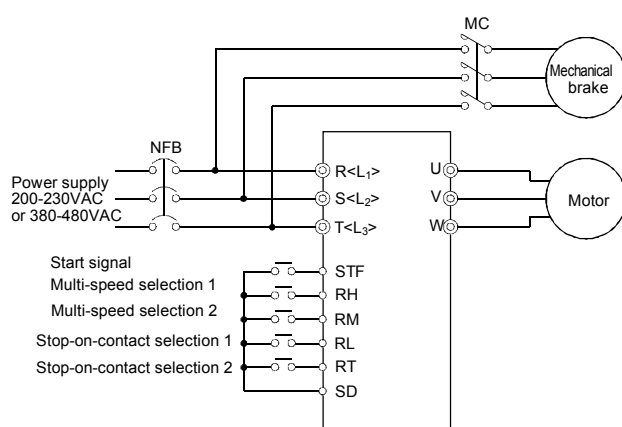 MC
Mechanical
brake
NFB
R<L₁>
U
Power supply
200-230VAC
or 380-480VAC
S<L₂>
V
Motor
T<L₃>
W
Start signal
STF
Multi-speed selection 1
RH
Multi-speed selection 2
RM
Stop-on-contact selection 1
RL
Stop-on-contact selection 2
RT
SD